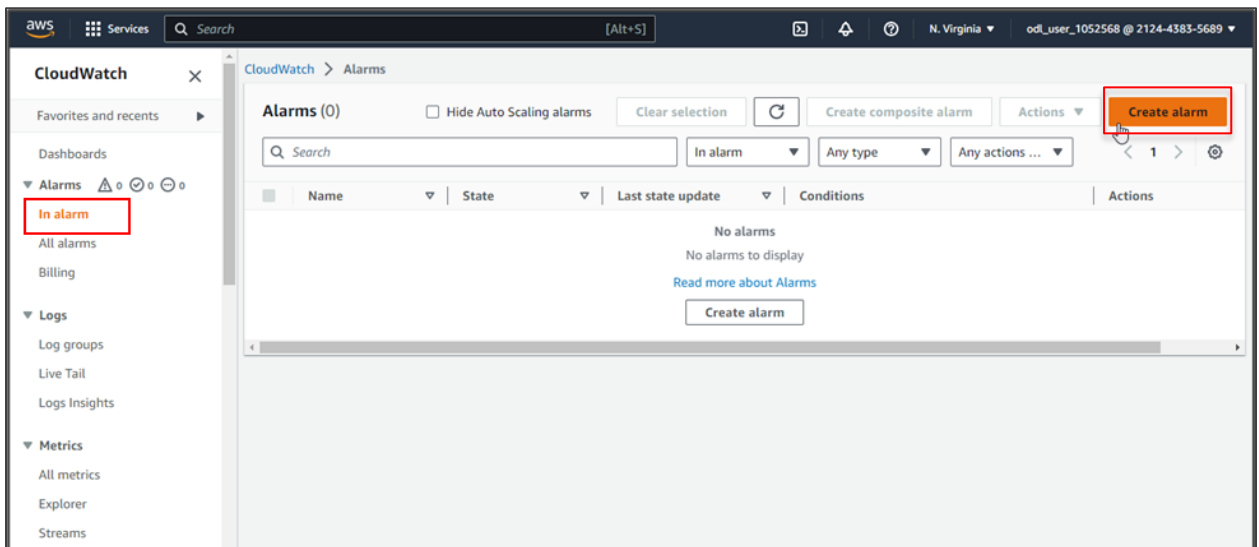 aws Services Search [Alt+S] N. Virginia odl_user_1052568 @ 2124-4383-5689
CloudWatch
Favorites and recents
Dashboards
Alarms 0 0 0
In alarm
All alarms
Billing
Logs
Log groups
Live Tail
Logs Insights
Metrics
All metrics
Explorer
Streams
CloudWatch > Alarms
Alarms (0) Hide Auto Scaling alarms Clear selection Create composite alarm Actions Create alarm
Search In alarm Any type Any actions ... < 1 >
Name State Last state update Conditions Actions
No alarms
No alarms to display
Read more about Alarms
Create alarm